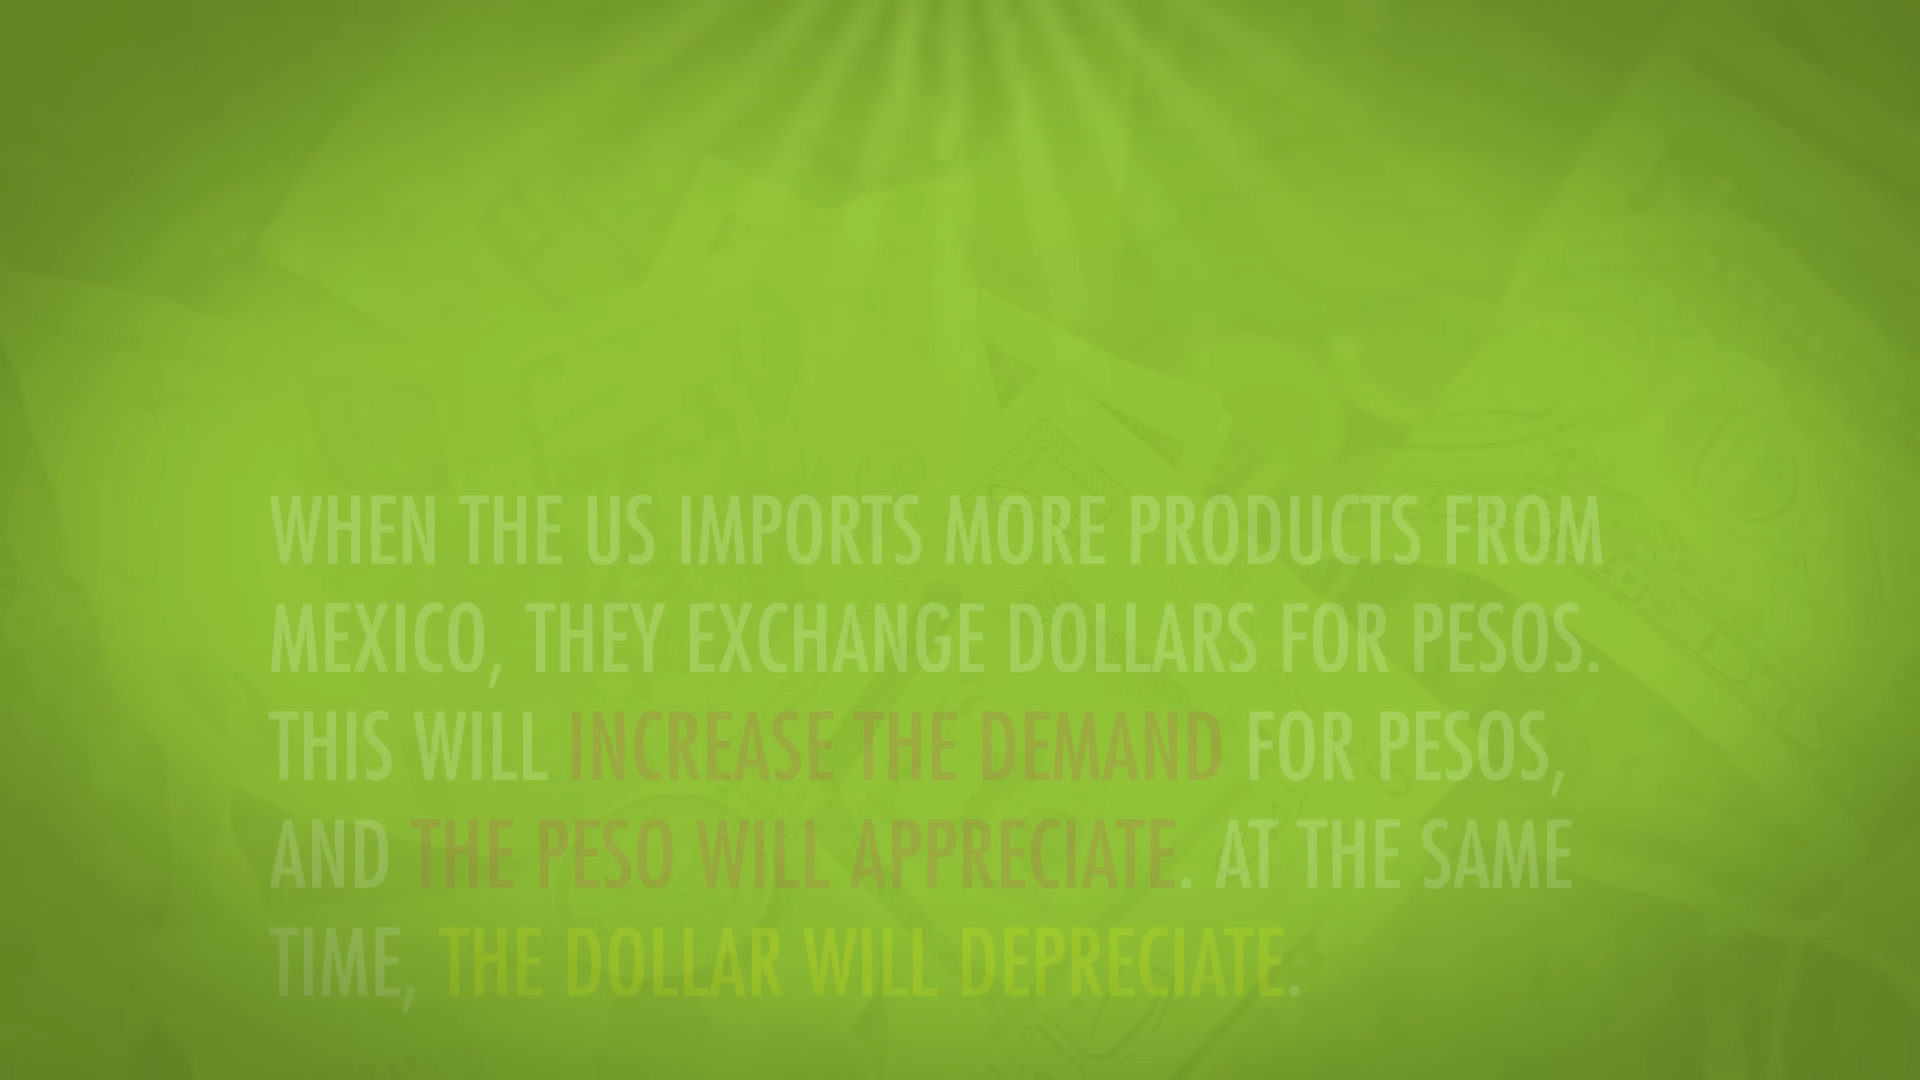 WHEN THE US IMPORTS MORE PRODUCTS FROM
MEXICO, THEY EXCHANGE DOLLARS FOR PESOS.
THIS WILL INCREASE THE DEMAND FOR PESOS,
AND THE PESO WILL APPRECIATE. AT THE SAME
TIME, THE DOLLAR WILL DEPRECIATE.